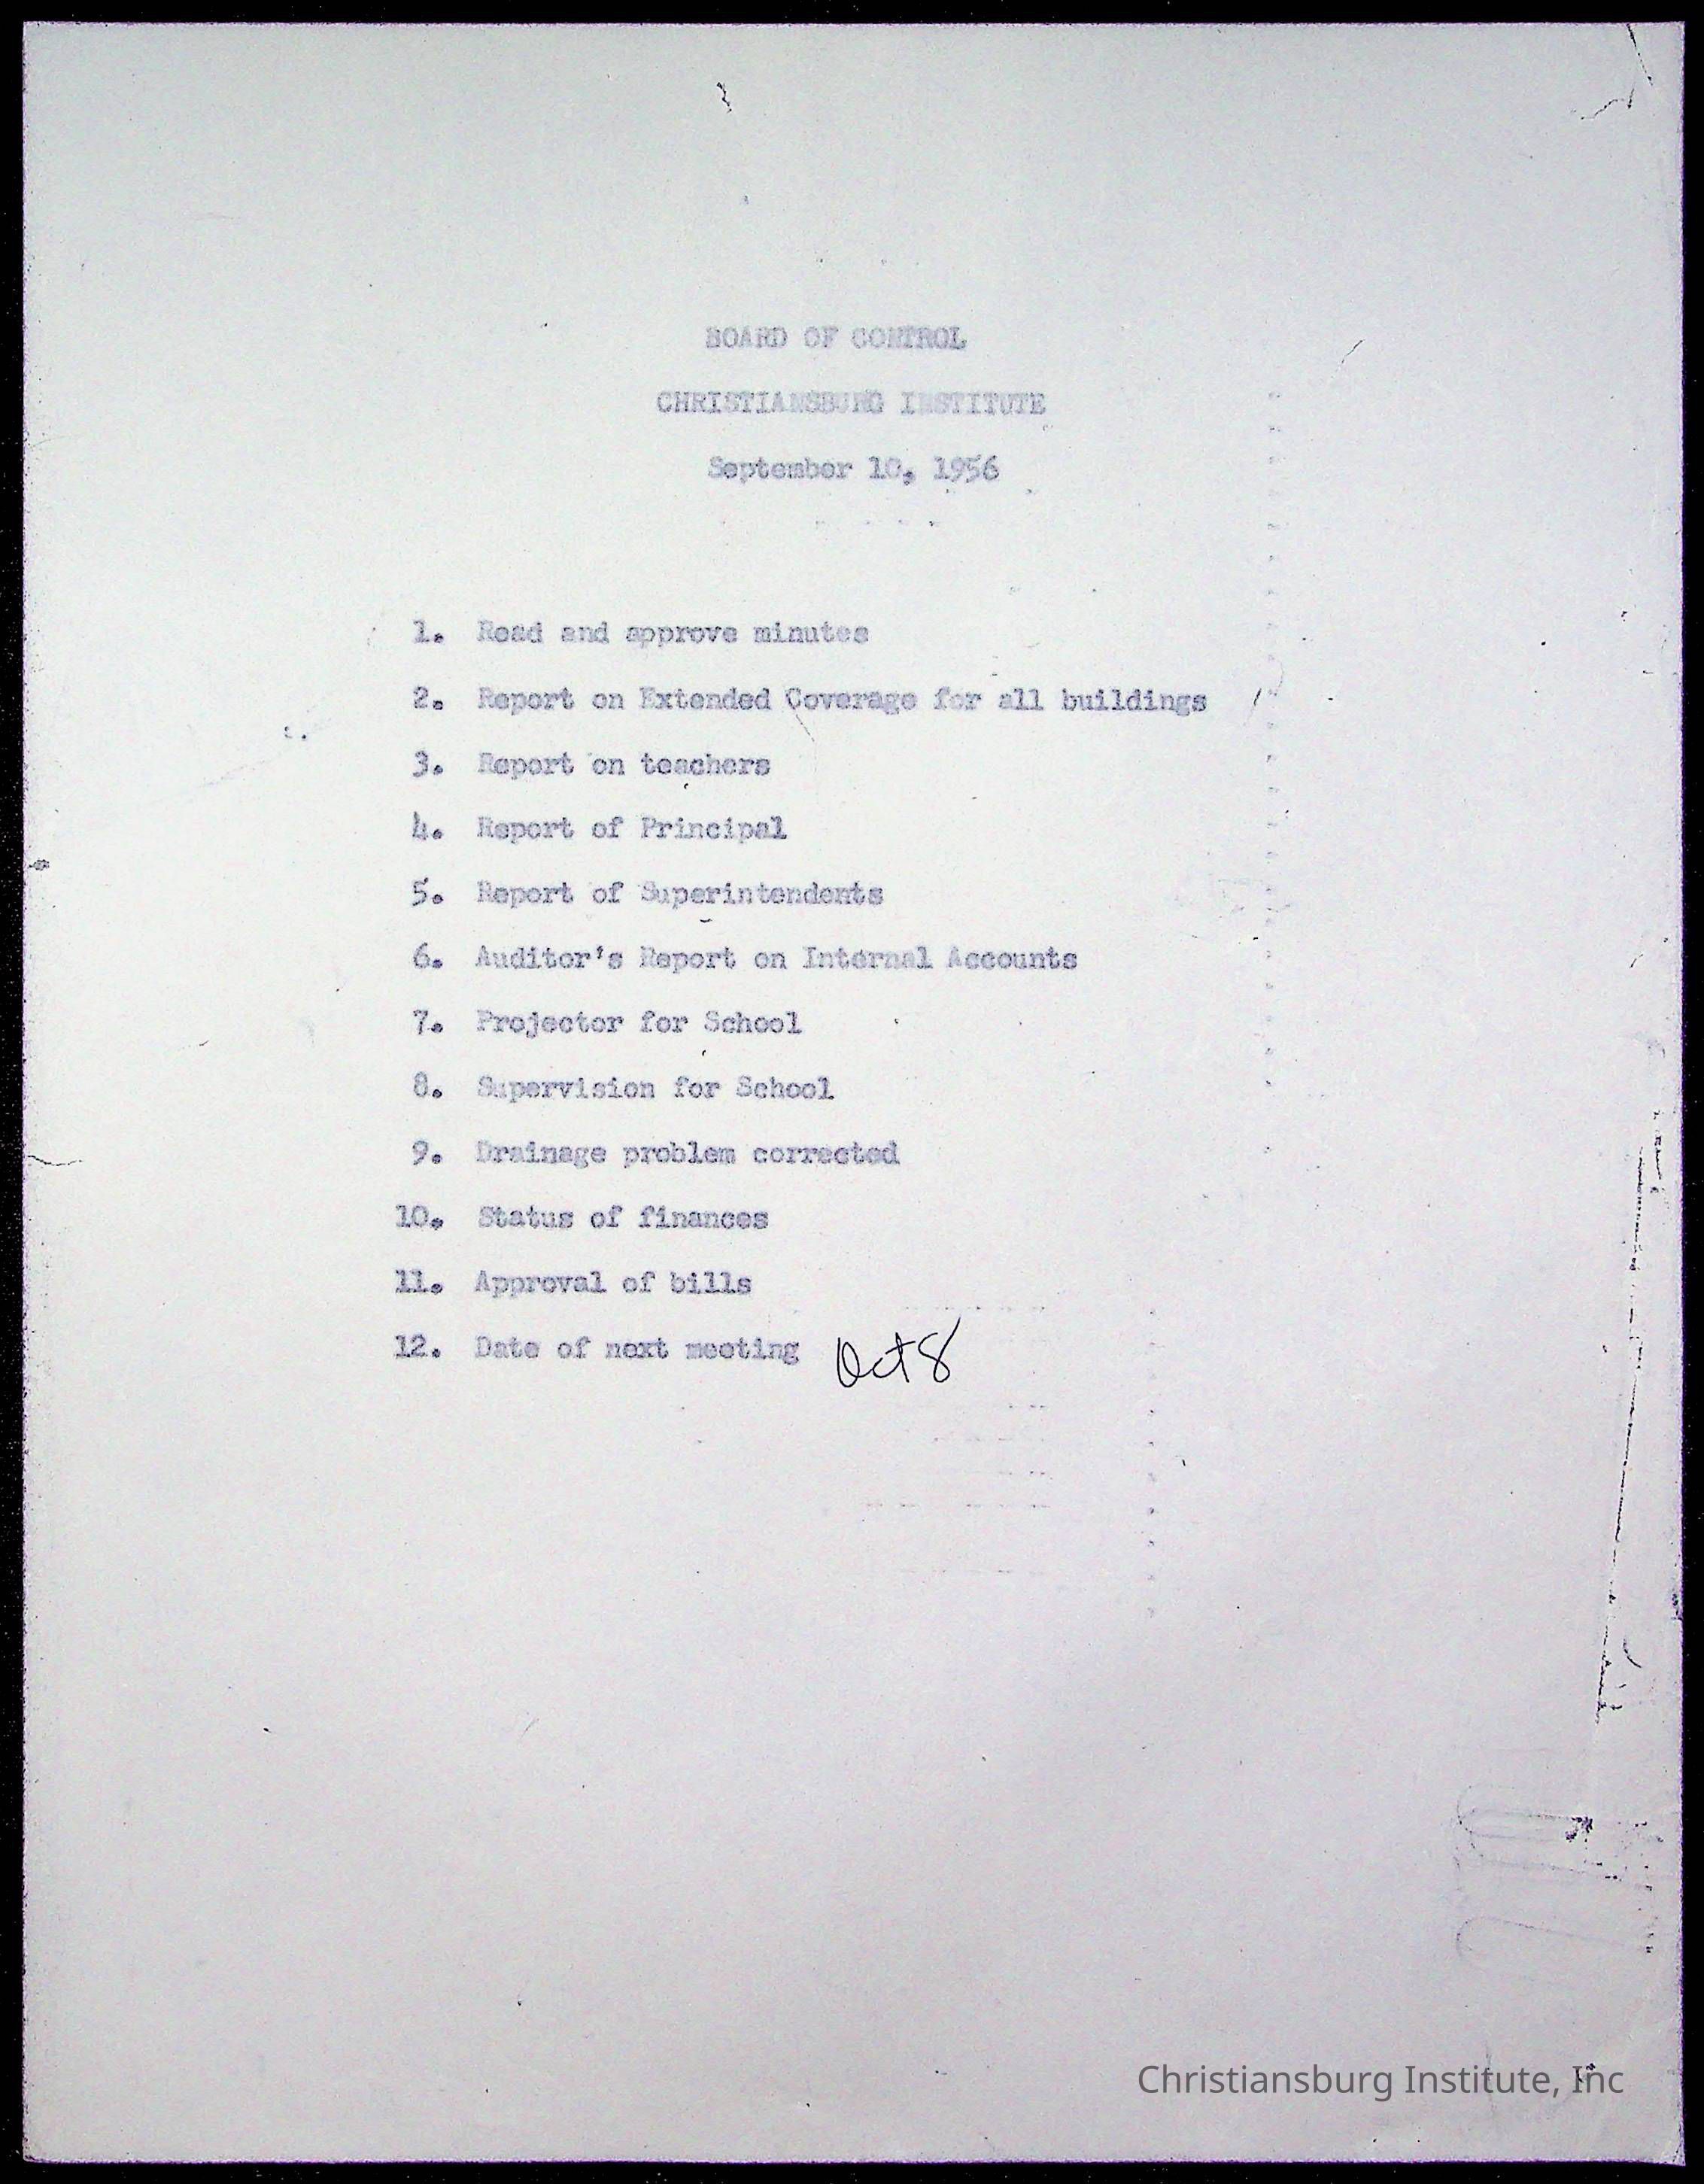 BOARD OF CONTROL
CHRISTIANSBURG INSTITUTE
September 10, 1956
1. Read and approve minutes
2. Report on Extended Coverage for all buildings
3. Report on teachers
4. Report of Principal
5. Report of Superintendents
6. Auditor's Report on Internal Accounts
7. Projector for School
8. Supervision for School
9. Drainage problem corrected
10. Status of finances
11. Approval of bills
12. Date of next meeting Oct 8
Christiansburg Institute, Inc